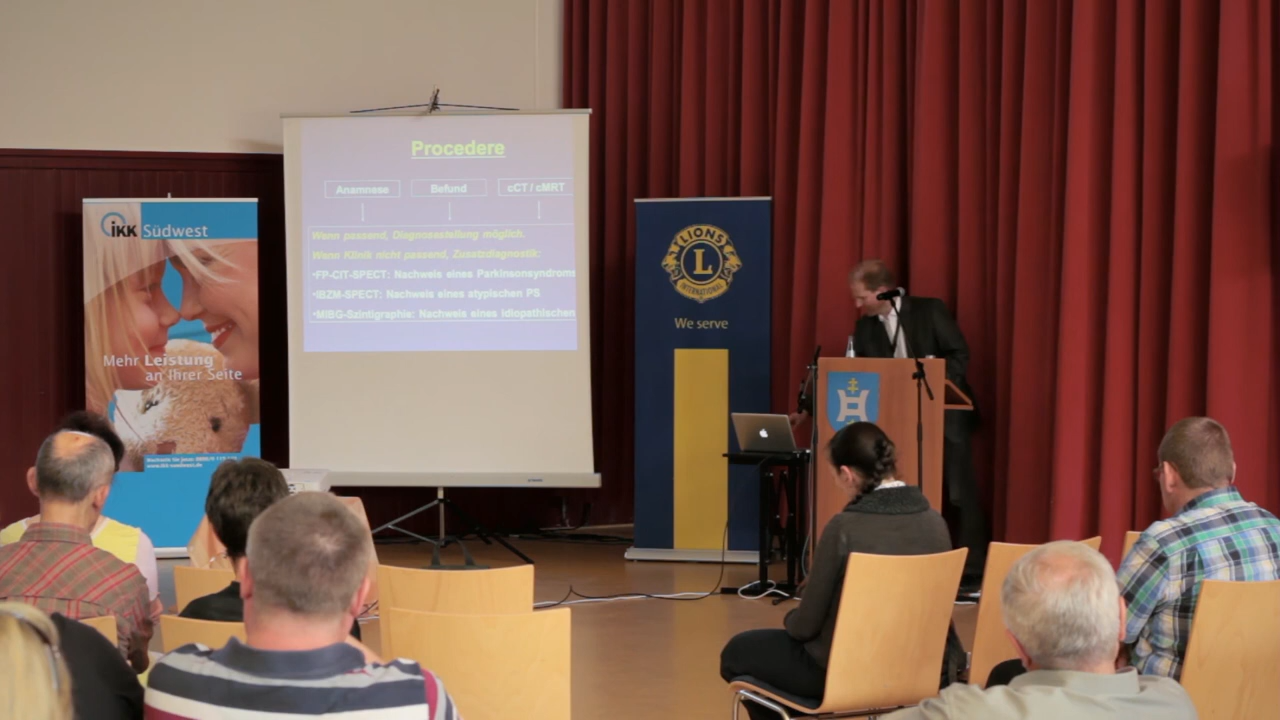 iKK Südwest
Mehr Leistung
an Ihrer Seite
Procedere
Anamnese
Befund
cCT / cMRT
Wenn passend, Diagnosestellung möglich.
Wenn Klinik nicht passend, Zusatzdiagnostik:
•FP-CIT-SPECT: Nachweis eines Parkinsonsyndroms
•IBZM-SPECT: Nachweis eines atypischen PS
•MIBG-Szintigraphie: Nachweis eines idiopathischen
LIONS
L
INTERNATIONAL
We serve